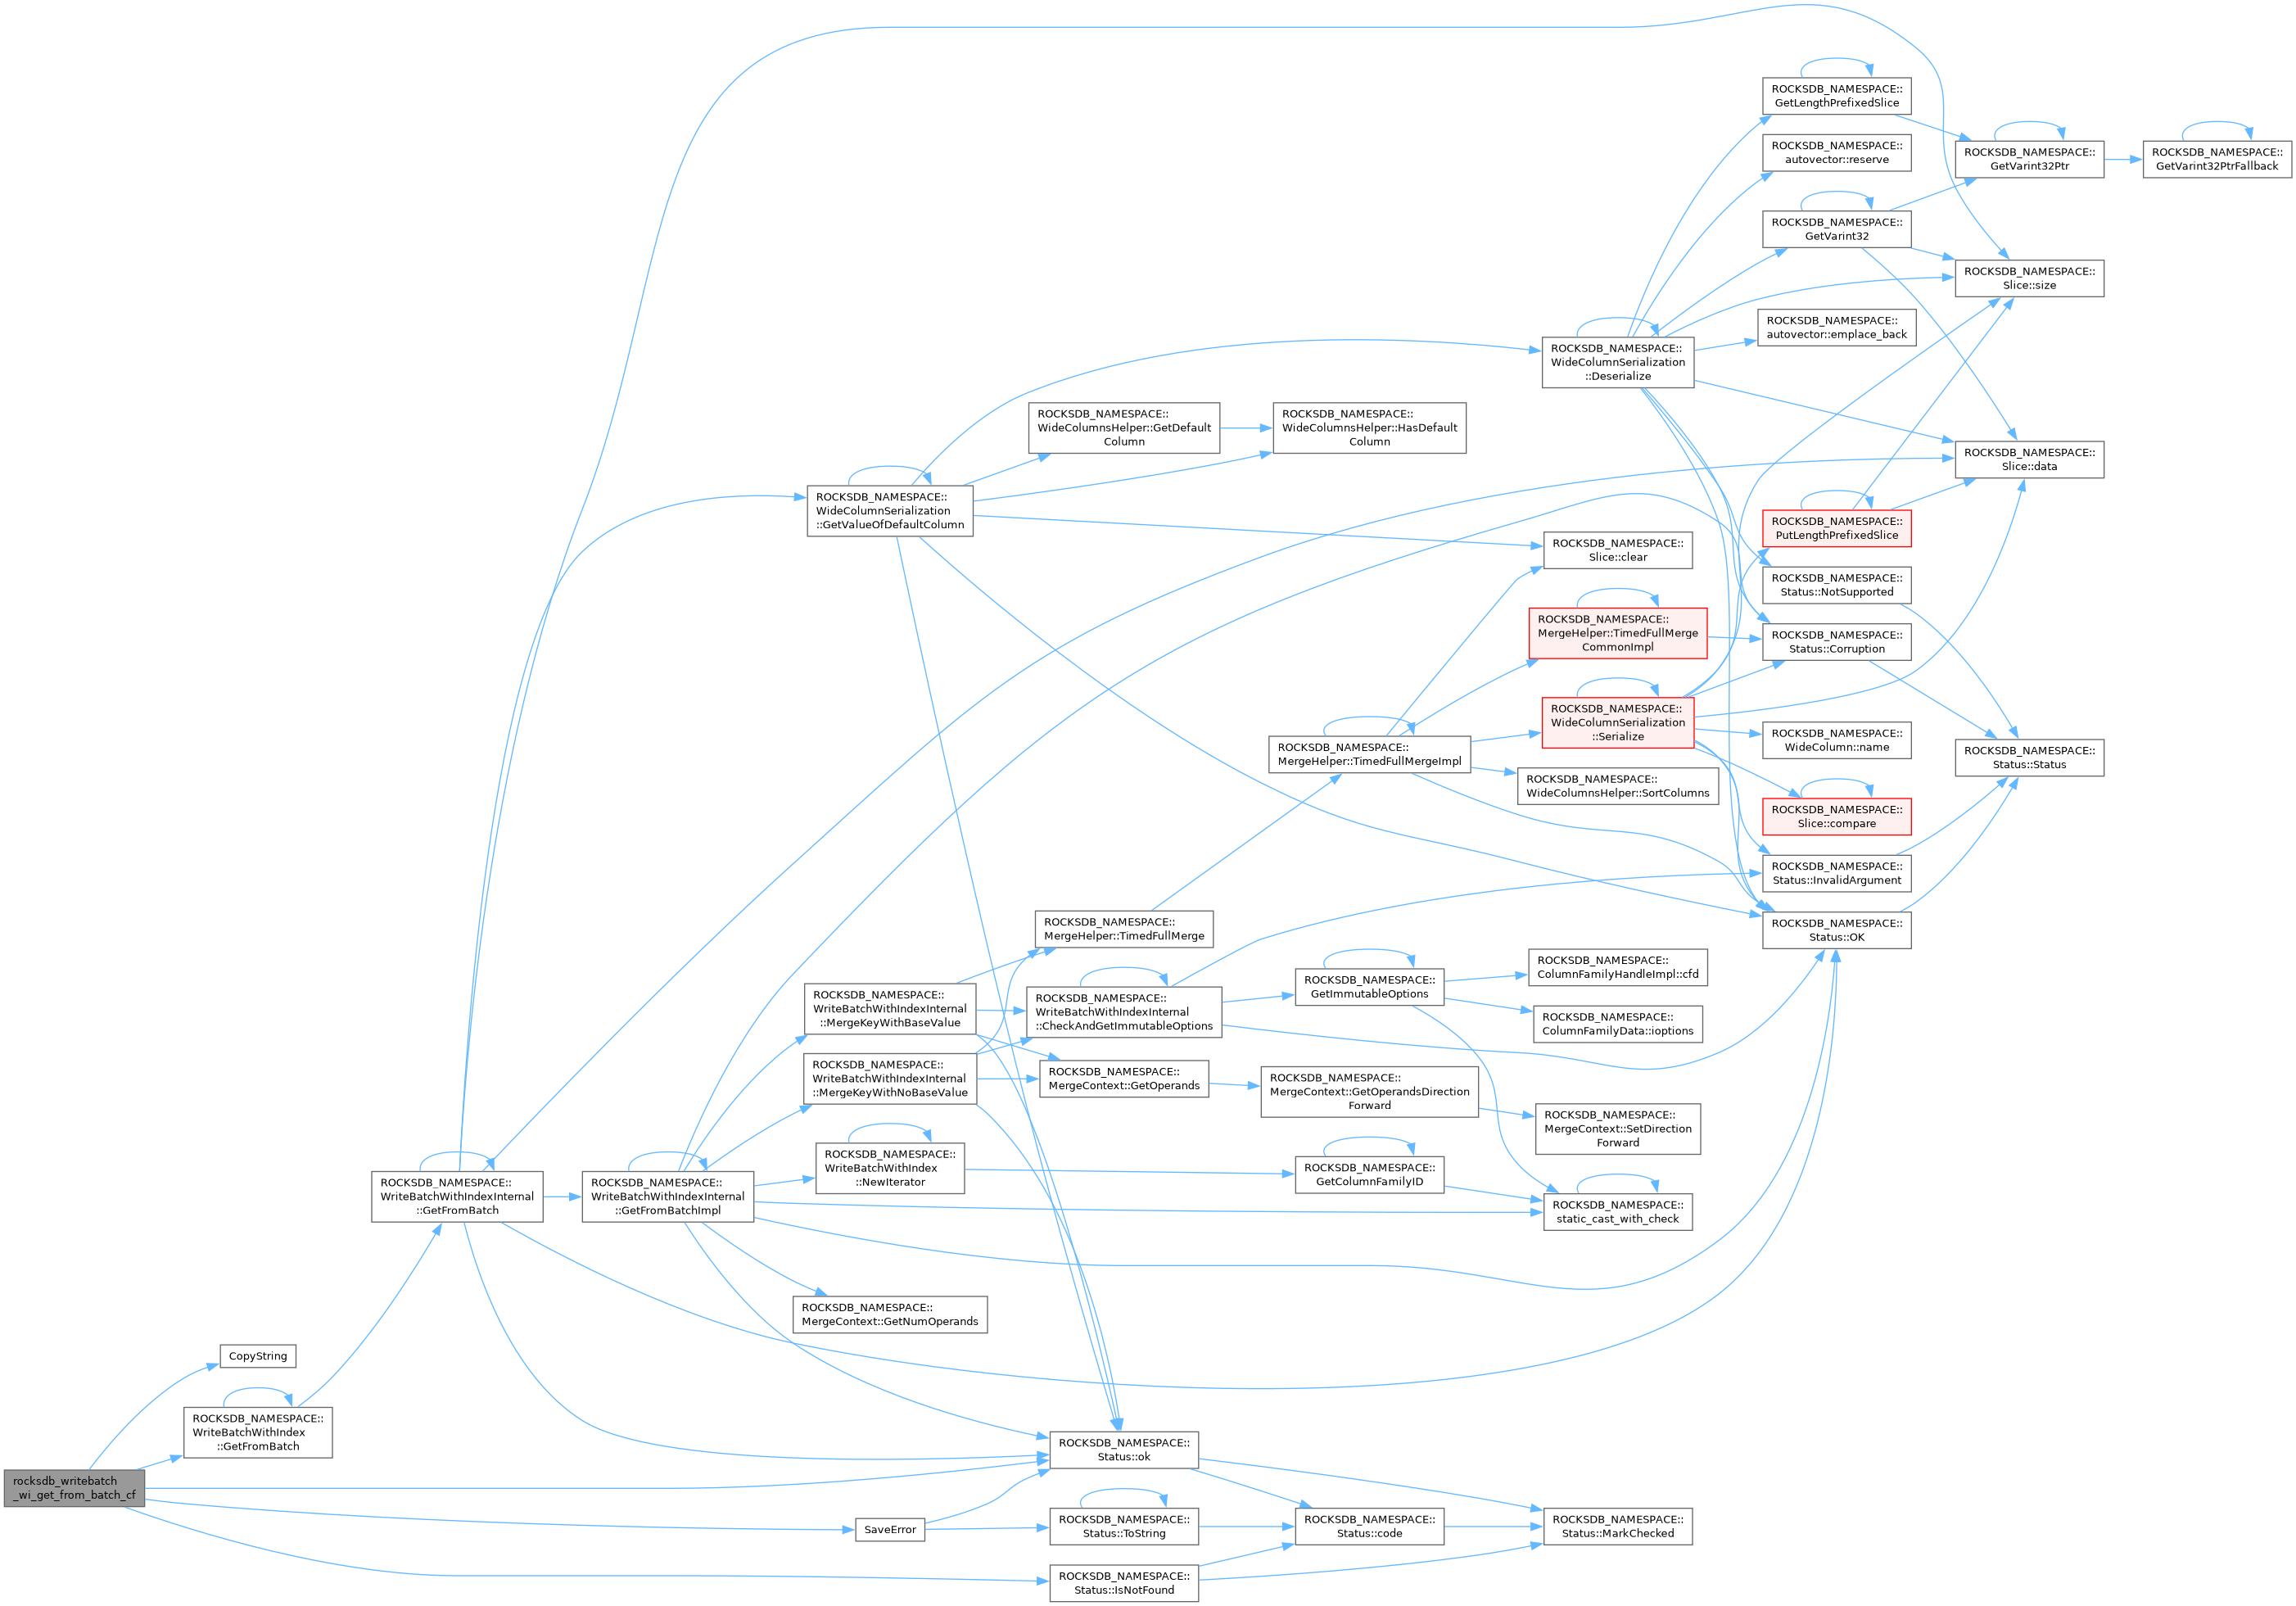 ROCKSDB_NAMESPACE::
GetLengthPrefixedSlice
ROCKSDB_NAMESPACE::
autovector::reserve
ROCKSDB_NAMESPACE::
GetVarint32Ptr
ROCKSDB_NAMESPACE::
GetVarint32PtrFallback
ROCKSDB_NAMESPACE::
GetVarint32
ROCKSDB_NAMESPACE::
Slice::size
ROCKSDB_NAMESPACE::
autovector::emplace_back
ROCKSDB_NAMESPACE::
WideColumnSerialization
::Deserialize
ROCKSDB_NAMESPACE::
WideColumnsHelper::GetDefault
Column
ROCKSDB_NAMESPACE::
WideColumnsHelper::HasDefault
Column
ROCKSDB_NAMESPACE::
Slice::data
ROCKSDB_NAMESPACE::
WideColumnSerialization
::GetValueOfDefaultColumn
ROCKSDB_NAMESPACE::
PutLengthPrefixedSlice
ROCKSDB_NAMESPACE::
Slice::clear
ROCKSDB_NAMESPACE::
Status::NotSupported
ROCKSDB_NAMESPACE::
MergeHelper::TimedFullMerge
CommonImpl
ROCKSDB_NAMESPACE::
Status::Corruption
ROCKSDB_NAMESPACE::
WideColumnSerialization
::Serialize
ROCKSDB_NAMESPACE::
WideColumn::name
ROCKSDB_NAMESPACE::
MergeHelper::TimedFullMergeImpl
ROCKSDB_NAMESPACE::
Status::Status
ROCKSDB_NAMESPACE::
WideColumnsHelper::SortColumns
ROCKSDB_NAMESPACE::
Slice::compare
ROCKSDB_NAMESPACE::
Status::InvalidArgument
ROCKSDB_NAMESPACE::
MergeHelper::TimedFullMerge
ROCKSDB_NAMESPACE::
Status::OK
ROCKSDB_NAMESPACE::
ColumnFamilyHandleImpl::cfd
ROCKSDB_NAMESPACE::
GetImmutableOptions
ROCKSDB_NAMESPACE::
WriteBatchWithIndexInternal
::MergeKeyWithBaseValue
ROCKSDB_NAMESPACE::
WriteBatchWithIndexInternal
::CheckAndGetImmutableOptions
ROCKSDB_NAMESPACE::
ColumnFamilyData::ioptions
ROCKSDB_NAMESPACE::
WriteBatchWithIndexInternal
::MergeKeyWithNoBaseValue
ROCKSDB_NAMESPACE::
MergeContext::GetOperands
ROCKSDB_NAMESPACE::
MergeContext::GetOperandsDirection
Forward
ROCKSDB_NAMESPACE::
MergeContext::SetDirection
Forward
ROCKSDB_NAMESPACE::
WriteBatchWithIndex
::NewIterator
ROCKSDB_NAMESPACE::
GetColumnFamilyID
ROCKSDB_NAMESPACE::
WriteBatchWithIndexInternal
::GetFromBatch
ROCKSDB_NAMESPACE::
WriteBatchWithIndexInternal
::GetFromBatchImpl
ROCKSDB_NAMESPACE::
static_cast_with_check
ROCKSDB_NAMESPACE::
MergeContext::GetNumOperands
CopyString
ROCKSDB_NAMESPACE::
WriteBatchWithIndex
::GetFromBatch
ROCKSDB_NAMESPACE::
Status::ok
rocksdb_writebatch
_wi_get_from_batch_cf
SaveError
ROCKSDB_NAMESPACE::
Status::ToString
ROCKSDB_NAMESPACE::
Status::code
ROCKSDB_NAMESPACE::
Status::MarkChecked
ROCKSDB_NAMESPACE::
Status::IsNotFound